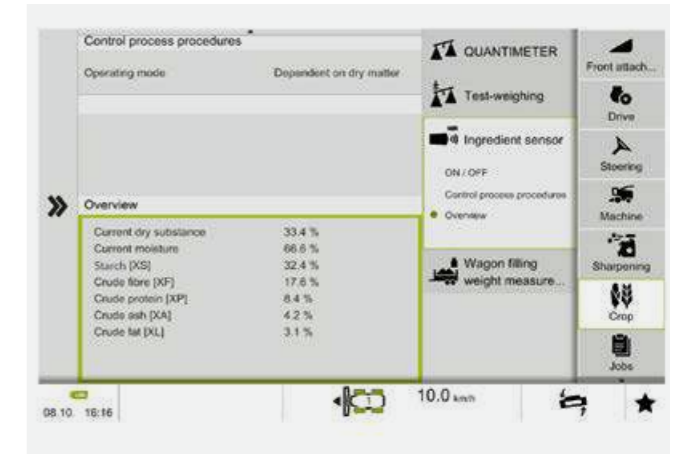 Control process procedures
Operating mode Dependent on dry matter
Overview
Current dry substance 33.4 %
Current moisture 66.6 %
Starch [XS] 32.4 %
Crude fibre [XF] 17.6 %
Crude protein [XP] 8.4 %
Crude ash [XA] 4.2 %
Crude fat [XL] 3.1 %
QUANTIMETER
Test-weighing
Ingredient sensor
ON / OFF
Control process procedures
Overview
Wagon filling
weight measure...
Front attach...
Drive
Steering
Machine
Sharpening
Crop
Jobs
08.10. 16:16
1
10.0 km/h